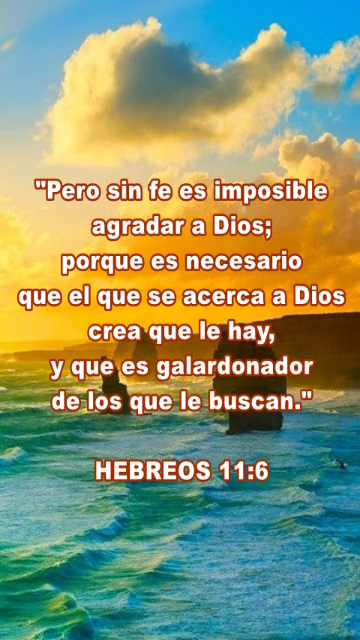 "Pero sin fe es imposible
agradar a Dios;
porque es necesario
que el que se acerca a Dios
crea que le hay,
y que es galardonador
de los que le buscan."
HEBREOS 11:6